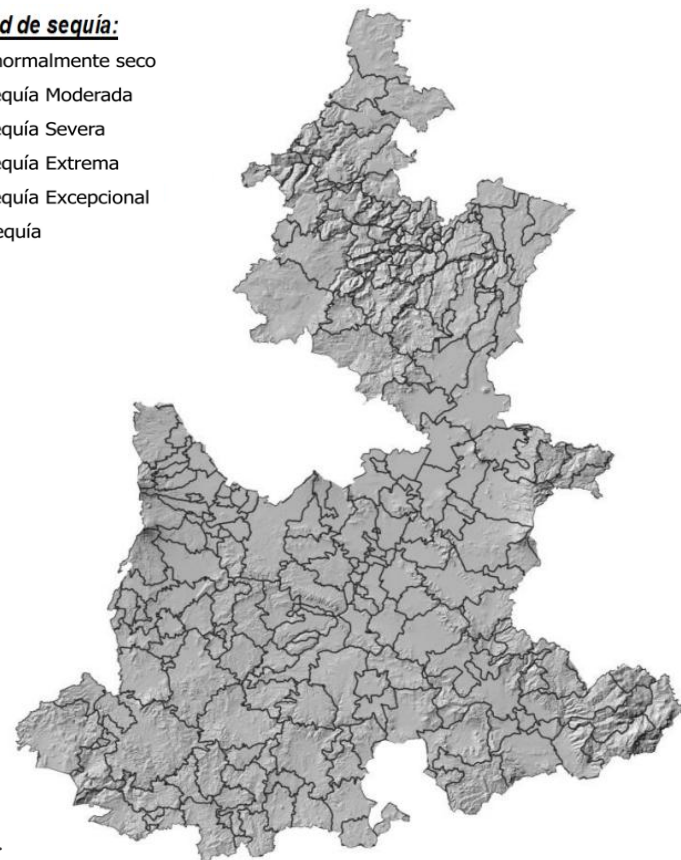 d de sequía:
normalmente seco
equía Moderada
equía Severa
equía Extrema
equía Excepcional
equía